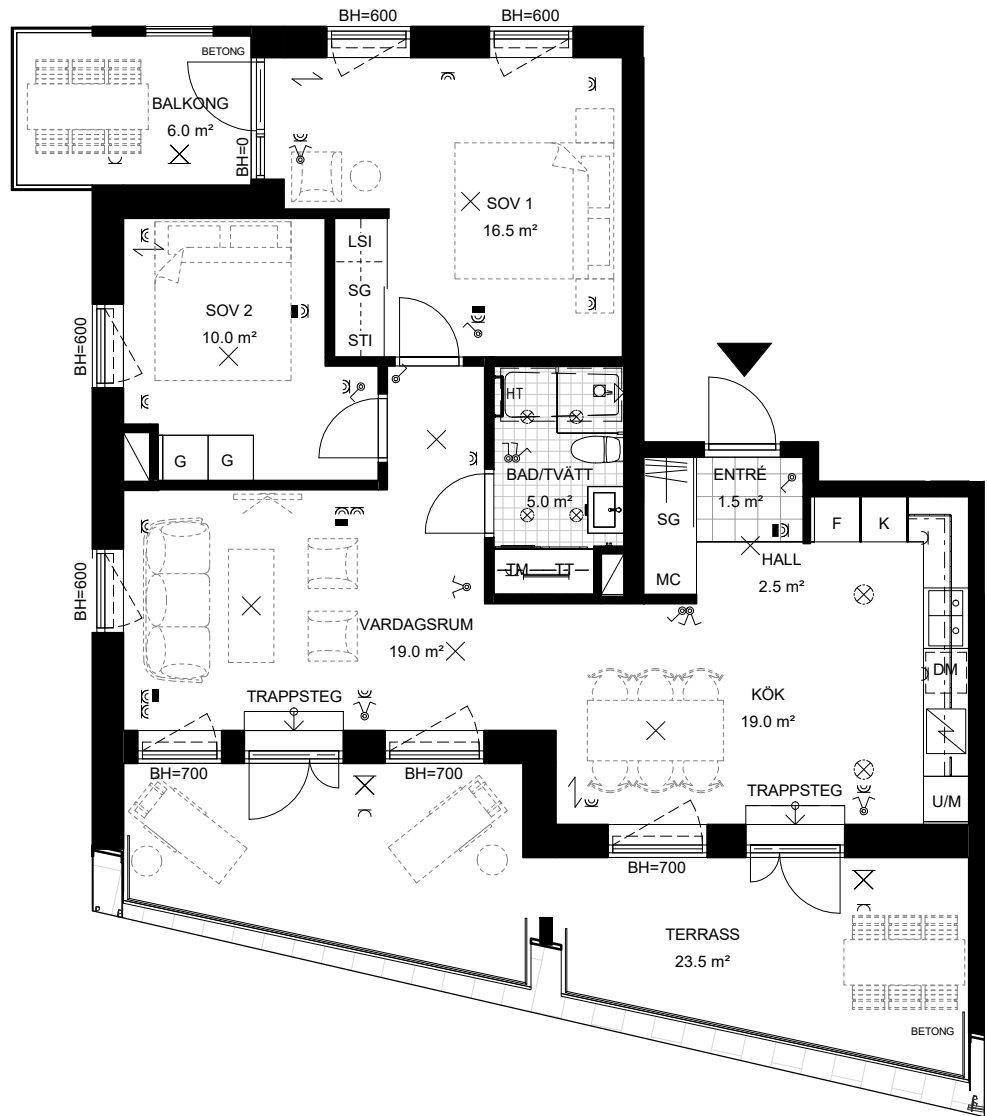 BH=600
BH=600
BETONG
BALKONG
6.0 m²
BH=0
SOV 1
16.5 m²
LSI
SG
STI
SOV 2
10.0 m²
BH=600
HT
G
G
BAD/TVÄTT
5.0 m²
ENTRÉ
1.5 m²
SG
F
K
MC
HALL
2.5 m²
TM
TT
BH=600
VARDAGSRUM
19.0 m²
DM
TRAPPSTEG
KÖK
19.0 m²
BH=700
BH=700
TRAPPSTEG
U/M
BH=700
TERRASS
23.5 m²
BETONG